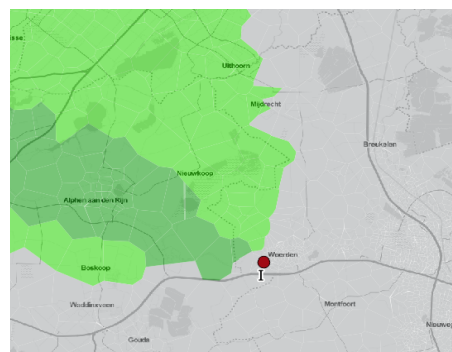 Uithoorn
Mijdrecht
Breukelen
Nieuwkoop
Alphen aan den Rijn
Woerden
Boskoop
Waddinxveen
Montfoort
Gouda